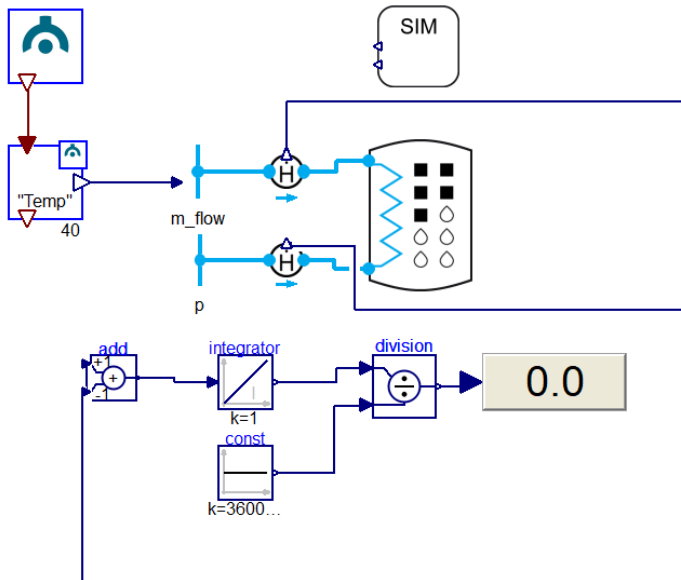 SIM
"Temp"
40
H
m_flow
H
p
add
+1
+
-1
integrator
I
k=1
division
÷
0.0
const
k=3600...